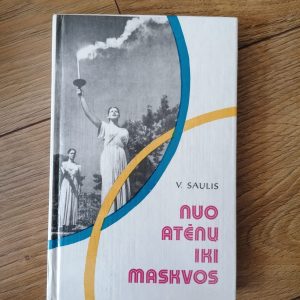 V. SAULIS
NUO
ATĖNŲ
IKI
MASKVOS